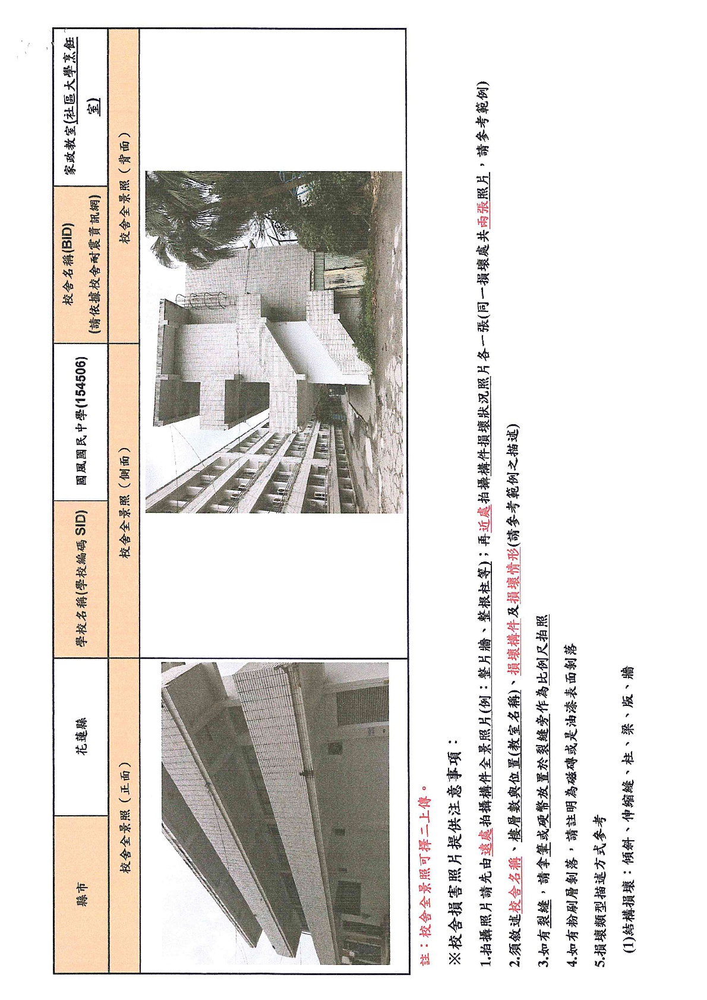 縣市 花蓮縣 學校名稱(學校編碼 SID) 國風國民中學(154506) 校舍名稱(BID) 家政教室(社區大學烹飪
(請依據校舍耐震資訊網) 室)
校舍全景照（正面） 校舍全景照（側面） 校舍全景照（背面）
註：校舍全景照可擇二上傳。
※校舍損害照片提供注意事項：
1.拍攝照片請先由遠處拍攝構件全景照片(例：整片牆、整根柱等)；再近處拍攝構件損壞狀況照片各一張(同一損壞處共兩張照片，請參考範例)
2.須敘述校舍名稱、樓層數與位置(教室名稱)、損壞構件及損壞情形(請參考範例之描述)
3.如有裂縫，請拿筆或硬幣放置於裂縫旁作為比例尺拍照
4.如有粉刷層剝落，請註明為磁磚或是油漆表面剝落
5.損壞類型描述方式參考
(1)結構損壞：傾斜、伸縮縫、柱、梁、版、牆